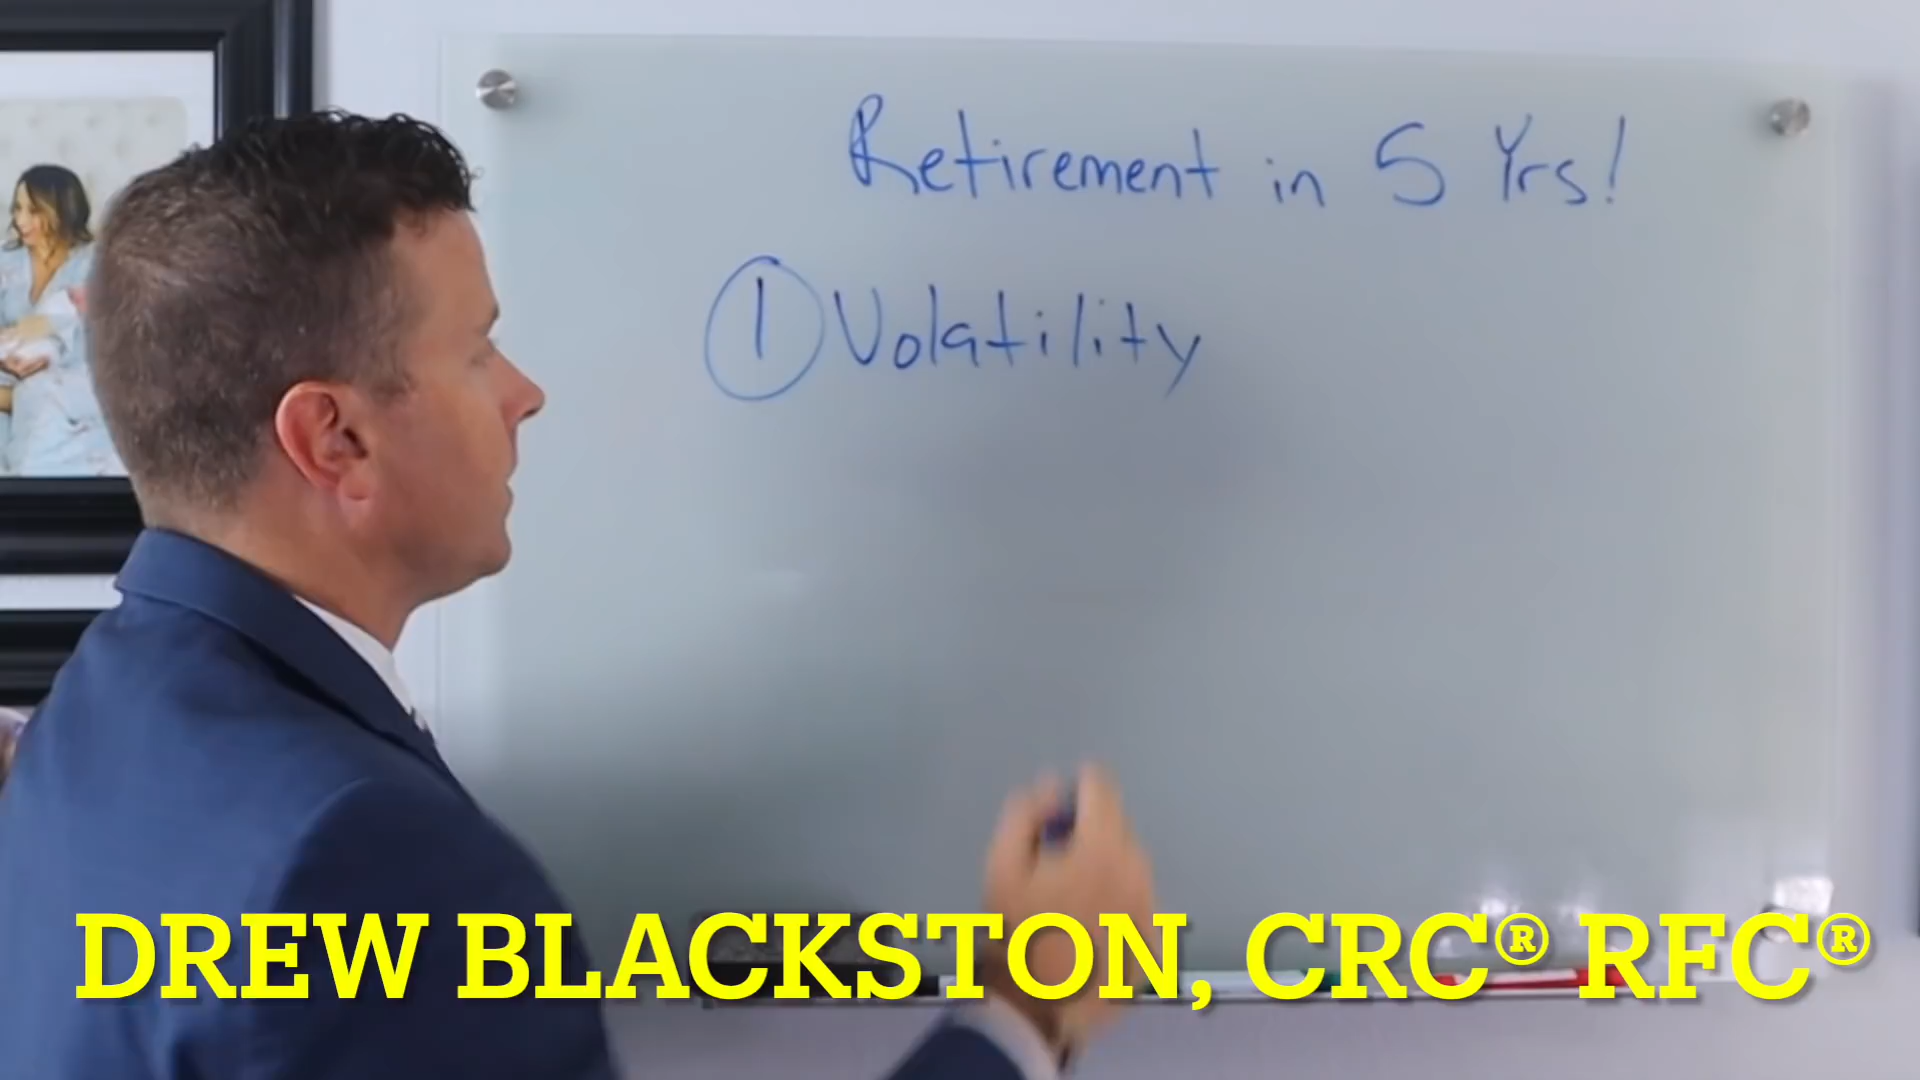 Retirement in 5 Yrs!
1 Volatility
DREW BLACKSTON, CRC® RFC®